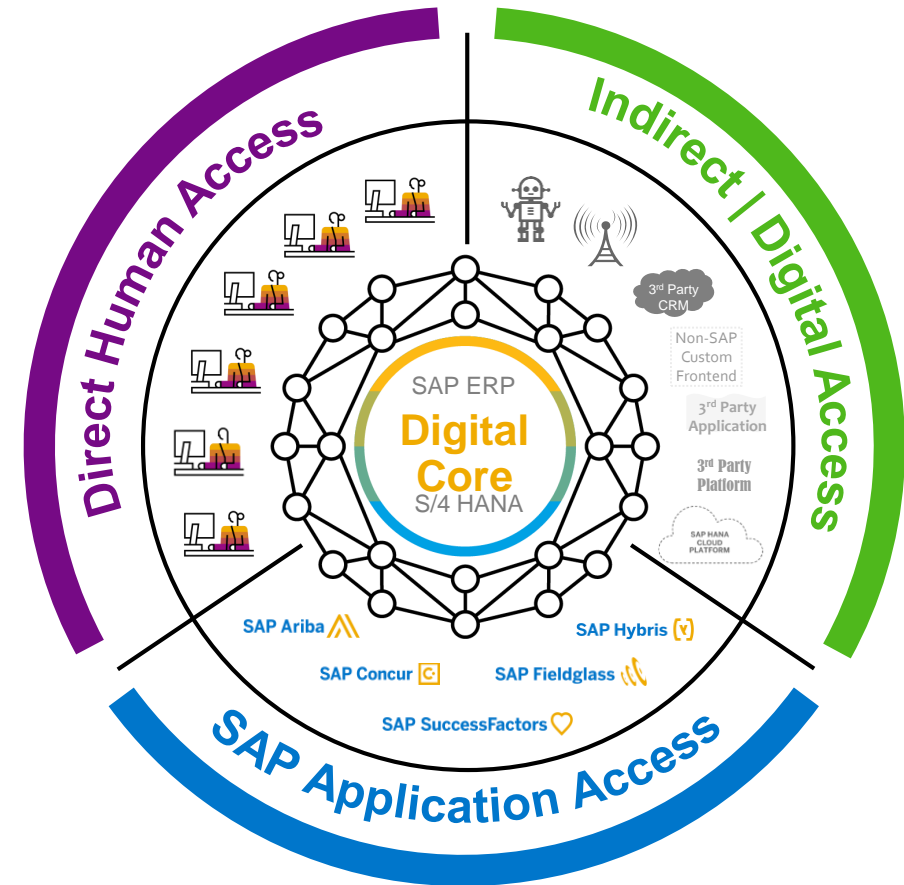 Direct Human Access
Indirect | Digital Access
3rd Party
CRM
Non-SAP
Custom
Frontend
3rd Party
Application
3rd Party
Platform
SAP HANA
CLOUD
PLATFORM
SAP ERP
Digital
Core
S/4 HANA
SAP Ariba
SAP Hybris
SAP Concur
SAP Fieldglass
SAP SuccessFactors
SAP Application Access